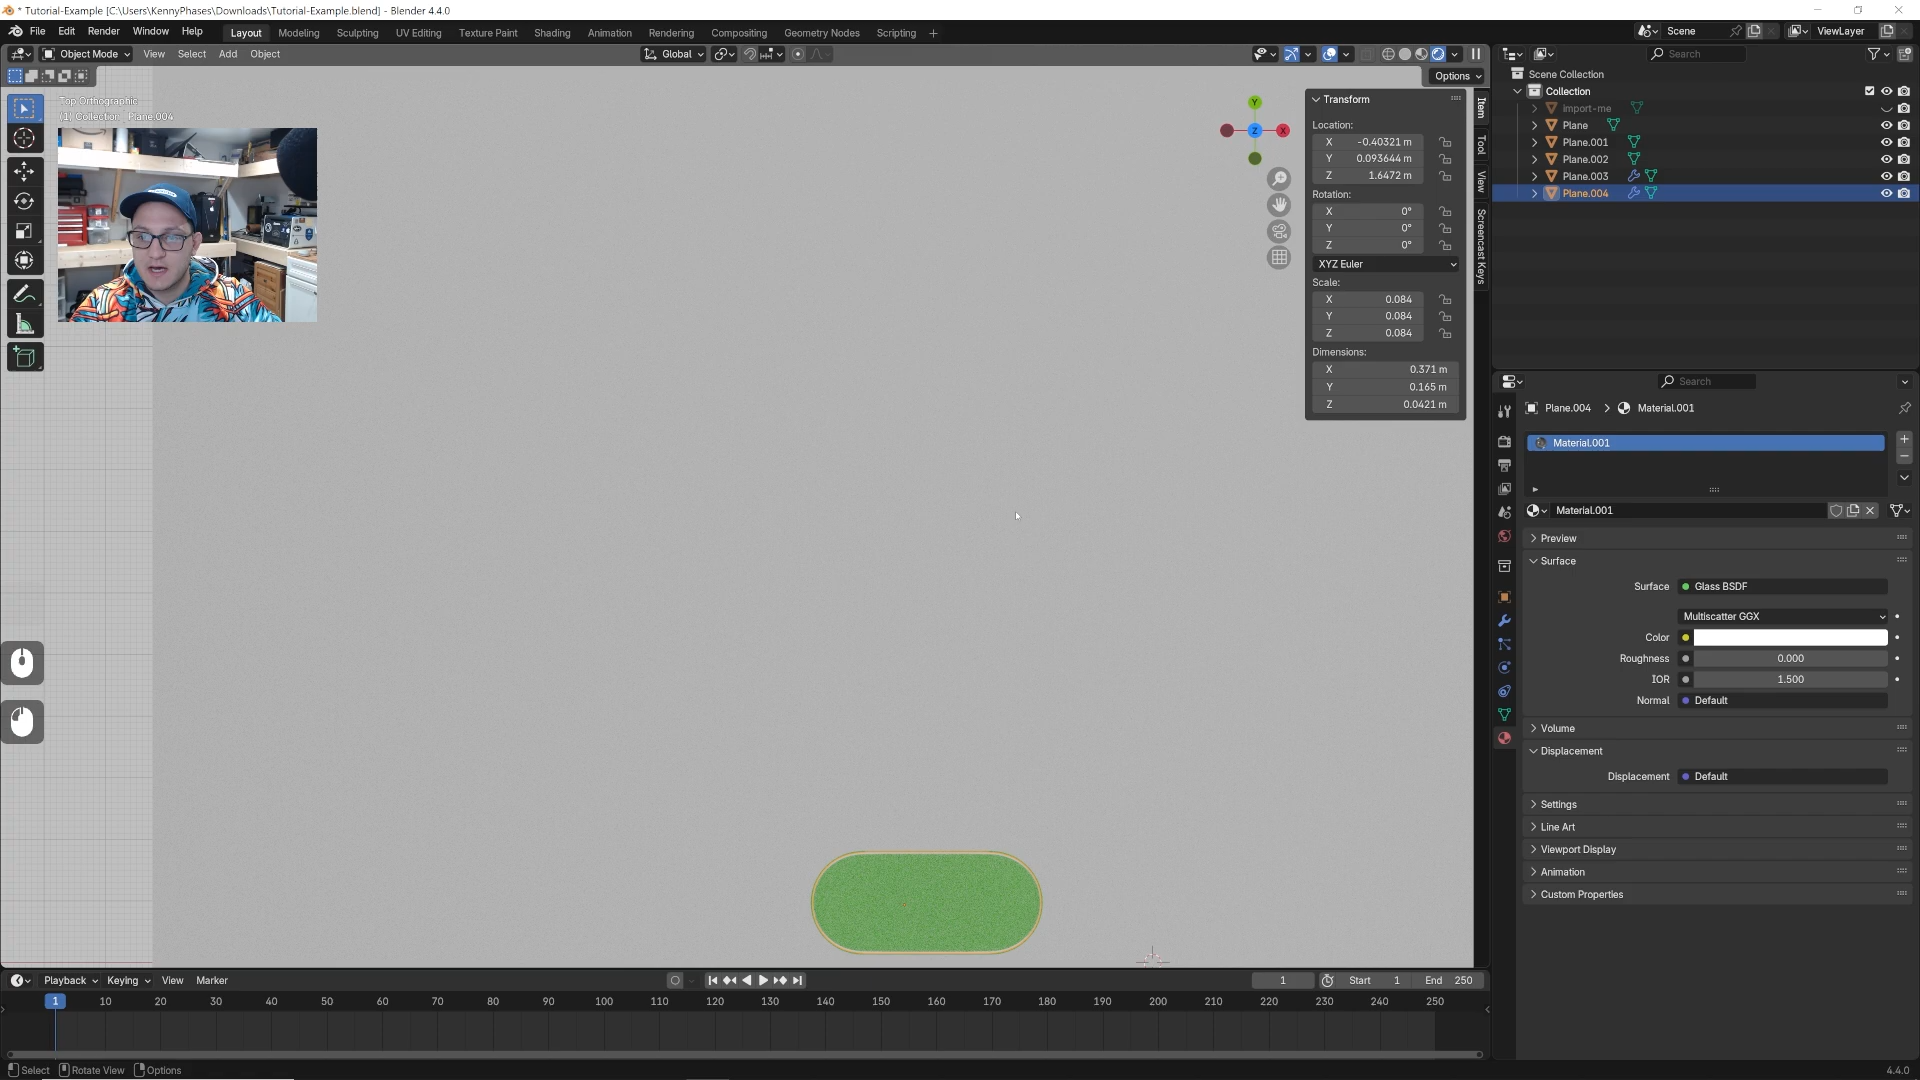 * Tutorial-Example [C:\Users\KennyPhases\Downloads\Tutorial-Example.blend] - Blender 4.4.0
File Edit Render Window Help Layout Modeling Sculpting UV Editing Texture Paint Shading Animation Rendering Compositing Geometry Nodes Scripting + Scene ViewLayer
Object Mode View Select Add Object Global Search
Options
Top Orthographic
(1) Collection | Plane.004
Y
X
Z
Transform
Location:
X -0.40321 m
Y 0.093644 m
Z 1.6472 m
Rotation:
X 0°
Y 0°
Z 0°
XYZ Euler
Scale:
X 0.084
Y 0.084
Z 0.084
Dimensions:
X 0.371 m
Y 0.165 m
Z 0.0421 m
Item
Tool
View
Screencast Keys
Scene Collection
Collection
import-me
Plane
Plane.001
Plane.002
Plane.003
Plane.004
Search
Plane.004 > Material.001
Material.001
Material.001
Preview
Surface
Surface Glass BSDF
Multiscatter GGX
Color
Roughness 0.000
IOR 1.500
Normal Default
Volume
Displacement
Displacement Default
Settings
Line Art
Viewport Display
Animation
Custom Properties
Playback Keying View Marker 1 Start 1 End 250
1 10 20 30 40 50 60 70 80 90 100 110 120 130 140 150 160 170 180 190 200 210 220 230 240 250
Select Rotate View Options 4.4.0